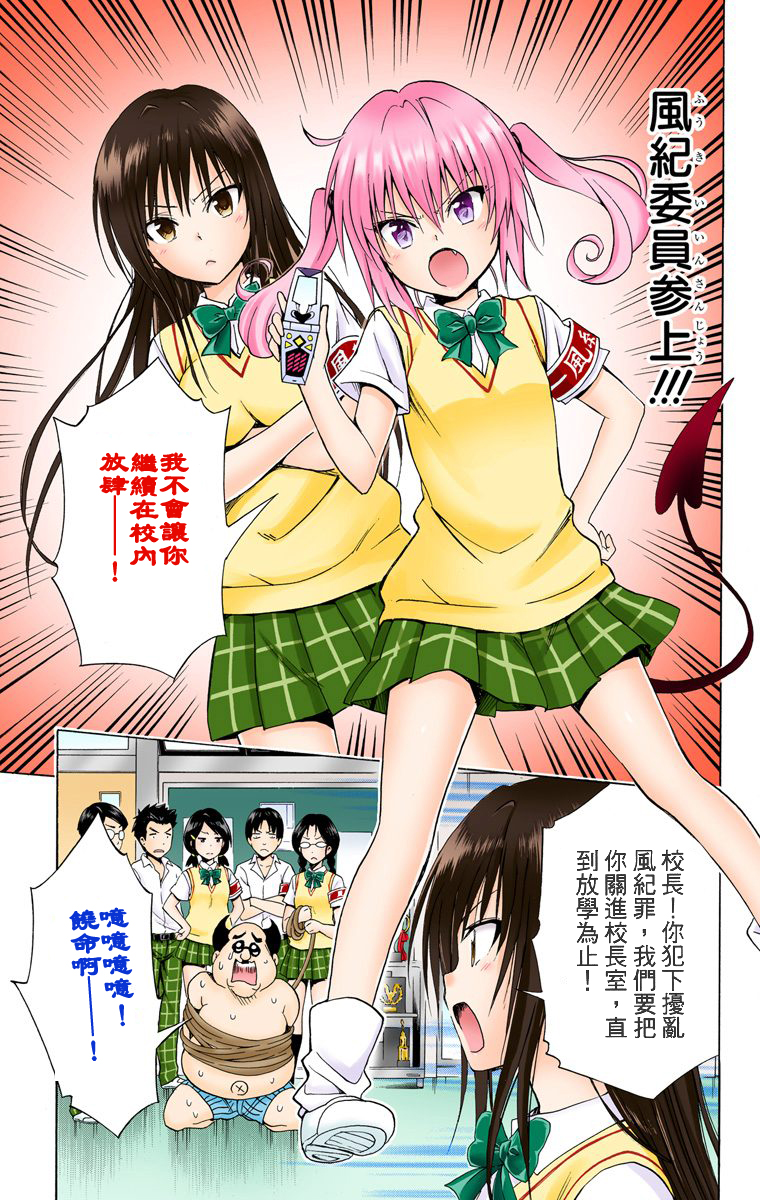 風紀委員参上!!!
ふうきいいんさんじょう
風紀
我不會讓你
繼續在校內
放肆——！
校長！你犯下擾亂
風紀罪，我們要把
你關進校長室，直
到放學為止！
噫噫噫噫！
饒命啊——！